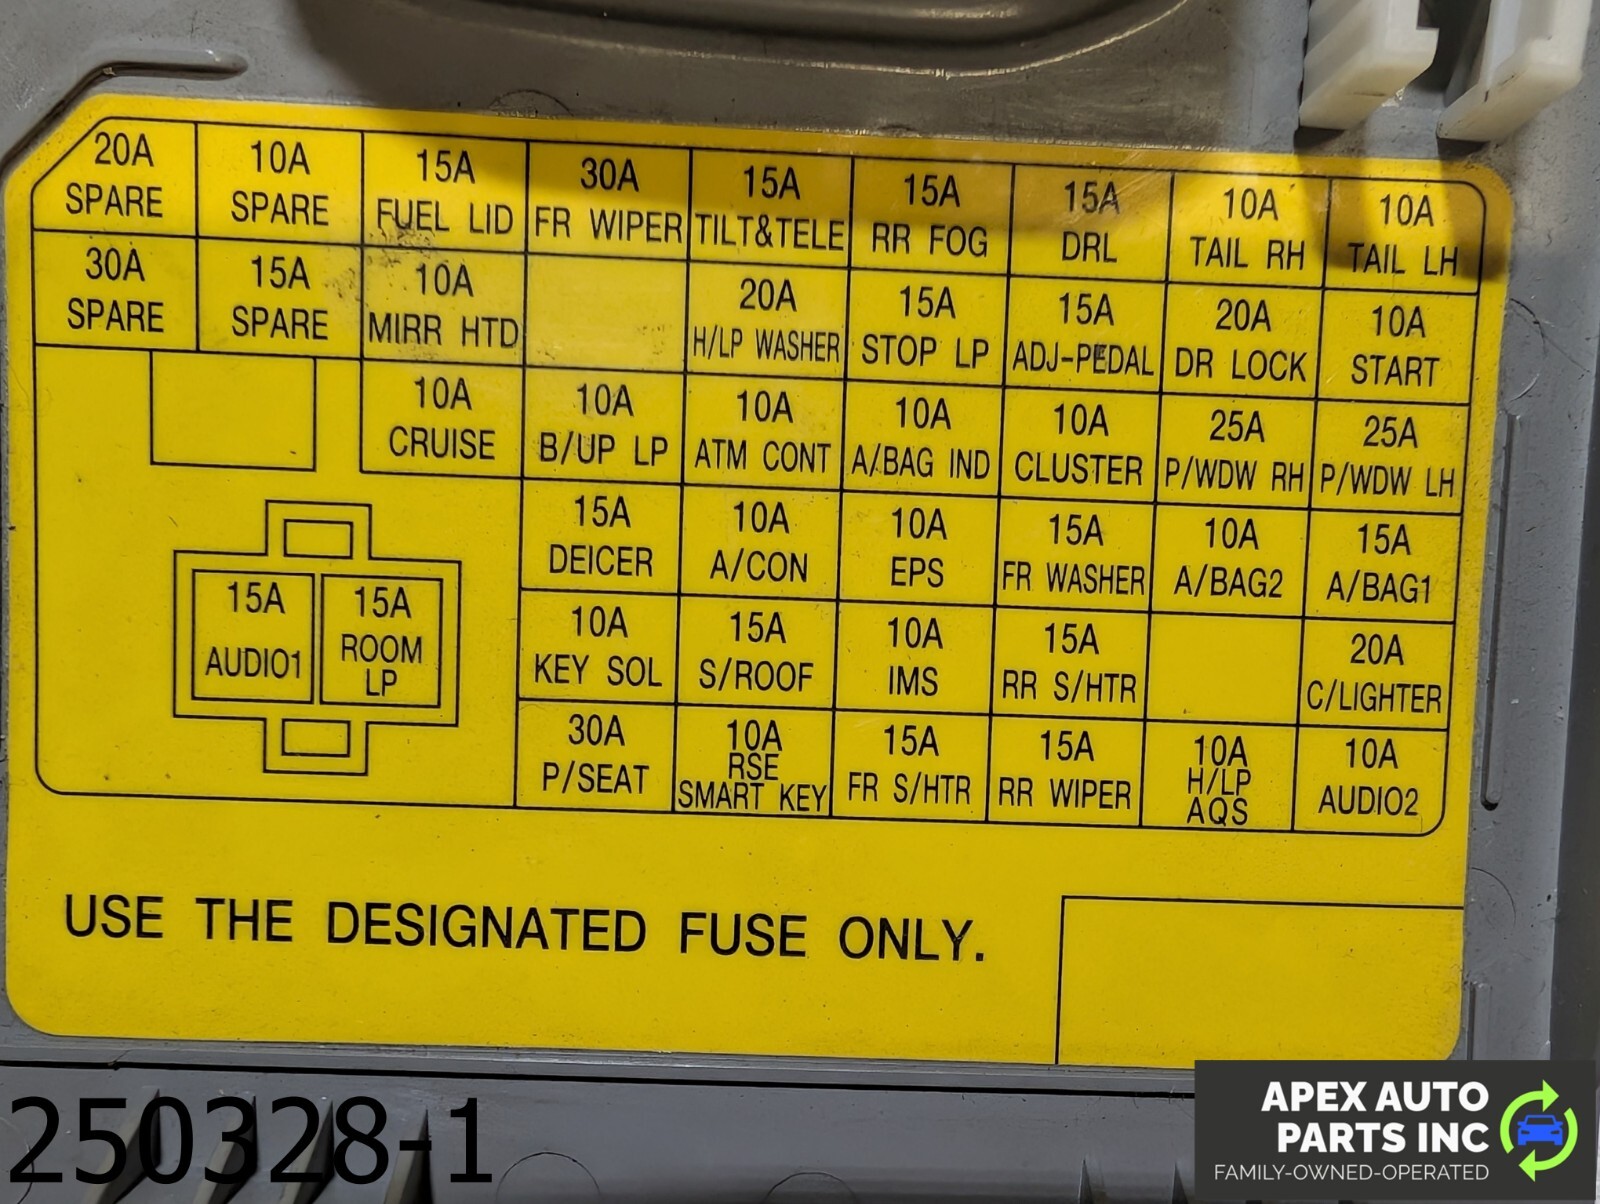 20A
SPARE
10A
SPARE
15A
FUEL LID
30A
FR WIPER
15A
TILT&TELE
15A
RR FOG
15A
DRL
10A
TAIL RH
10A
TAIL LH
30A
SPARE
15A
SPARE
10A
MIRR HTD
20A
H/LP WASHER
15A
STOP LP
15A
ADJ-PEDAL
20A
DR LOCK
10A
START
10A
CRUISE
10A
B/UP LP
10A
ATM CONT
10A
A/BAG IND
10A
CLUSTER
25A
P/WDW RH
25A
P/WDW LH
15A
DEICER
10A
A/CON
10A
EPS
15A
FR WASHER
10A
A/BAG2
15A
A/BAG1
15A
AUDIO1
15A
ROOM
LP
10A
KEY SOL
15A
S/ROOF
10A
IMS
15A
RR S/HTR
20A
C/LIGHTER
30A
P/SEAT
10A
RSE
SMART KEY
15A
FR S/HTR
15A
RR WIPER
10A
H/LP
AQS
10A
AUDIO2
USE THE DESIGNATED FUSE ONLY.
250328-1
APEX AUTO
PARTS INC
FAMILY-OWNED-OPERATED